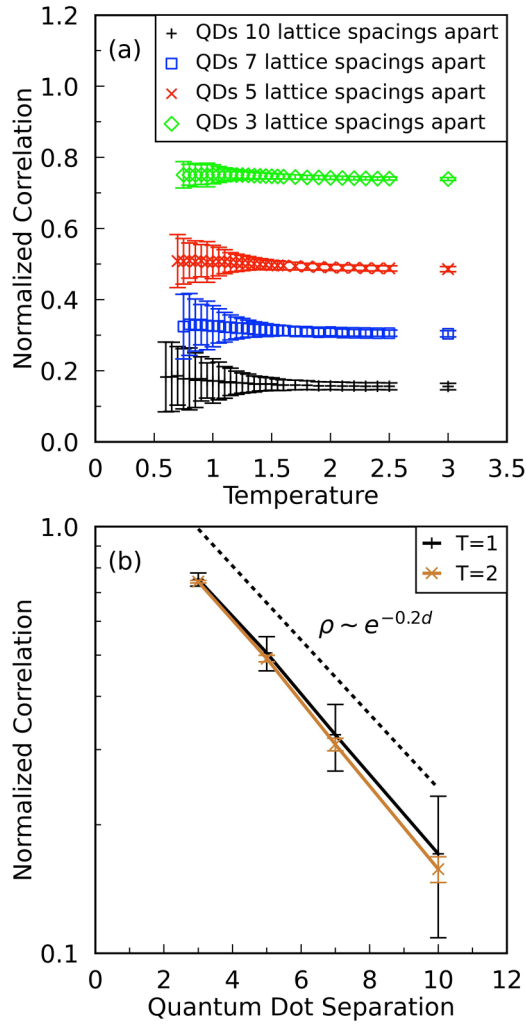 1.2
1.0
0.8
0.6
0.4
0.2
0.0
Normalized Correlation
(a)
QDs 10 lattice spacings apart
QDs 7 lattice spacings apart
QDs 5 lattice spacings apart
QDs 3 lattice spacings apart
0 0.5 1 1.5 2 2.5 3 3.5
Temperature
1.0
0.1
Normalized Correlation
(b)
T=1
T=2
ρ ~ e^{-0.2d}
0 2 4 6 8 10 12
Quantum Dot Separation